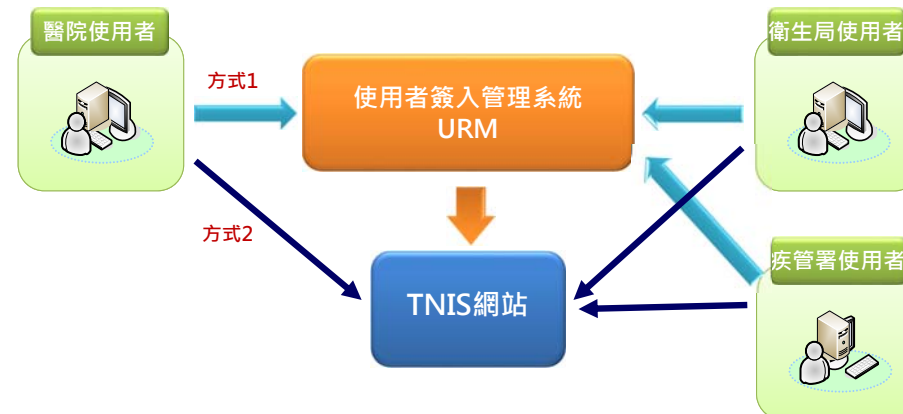 醫院使用者
衛生局使用者
方式1
使用者簽入管理系統
URM
方式2
疾管署使用者
TNIS網站